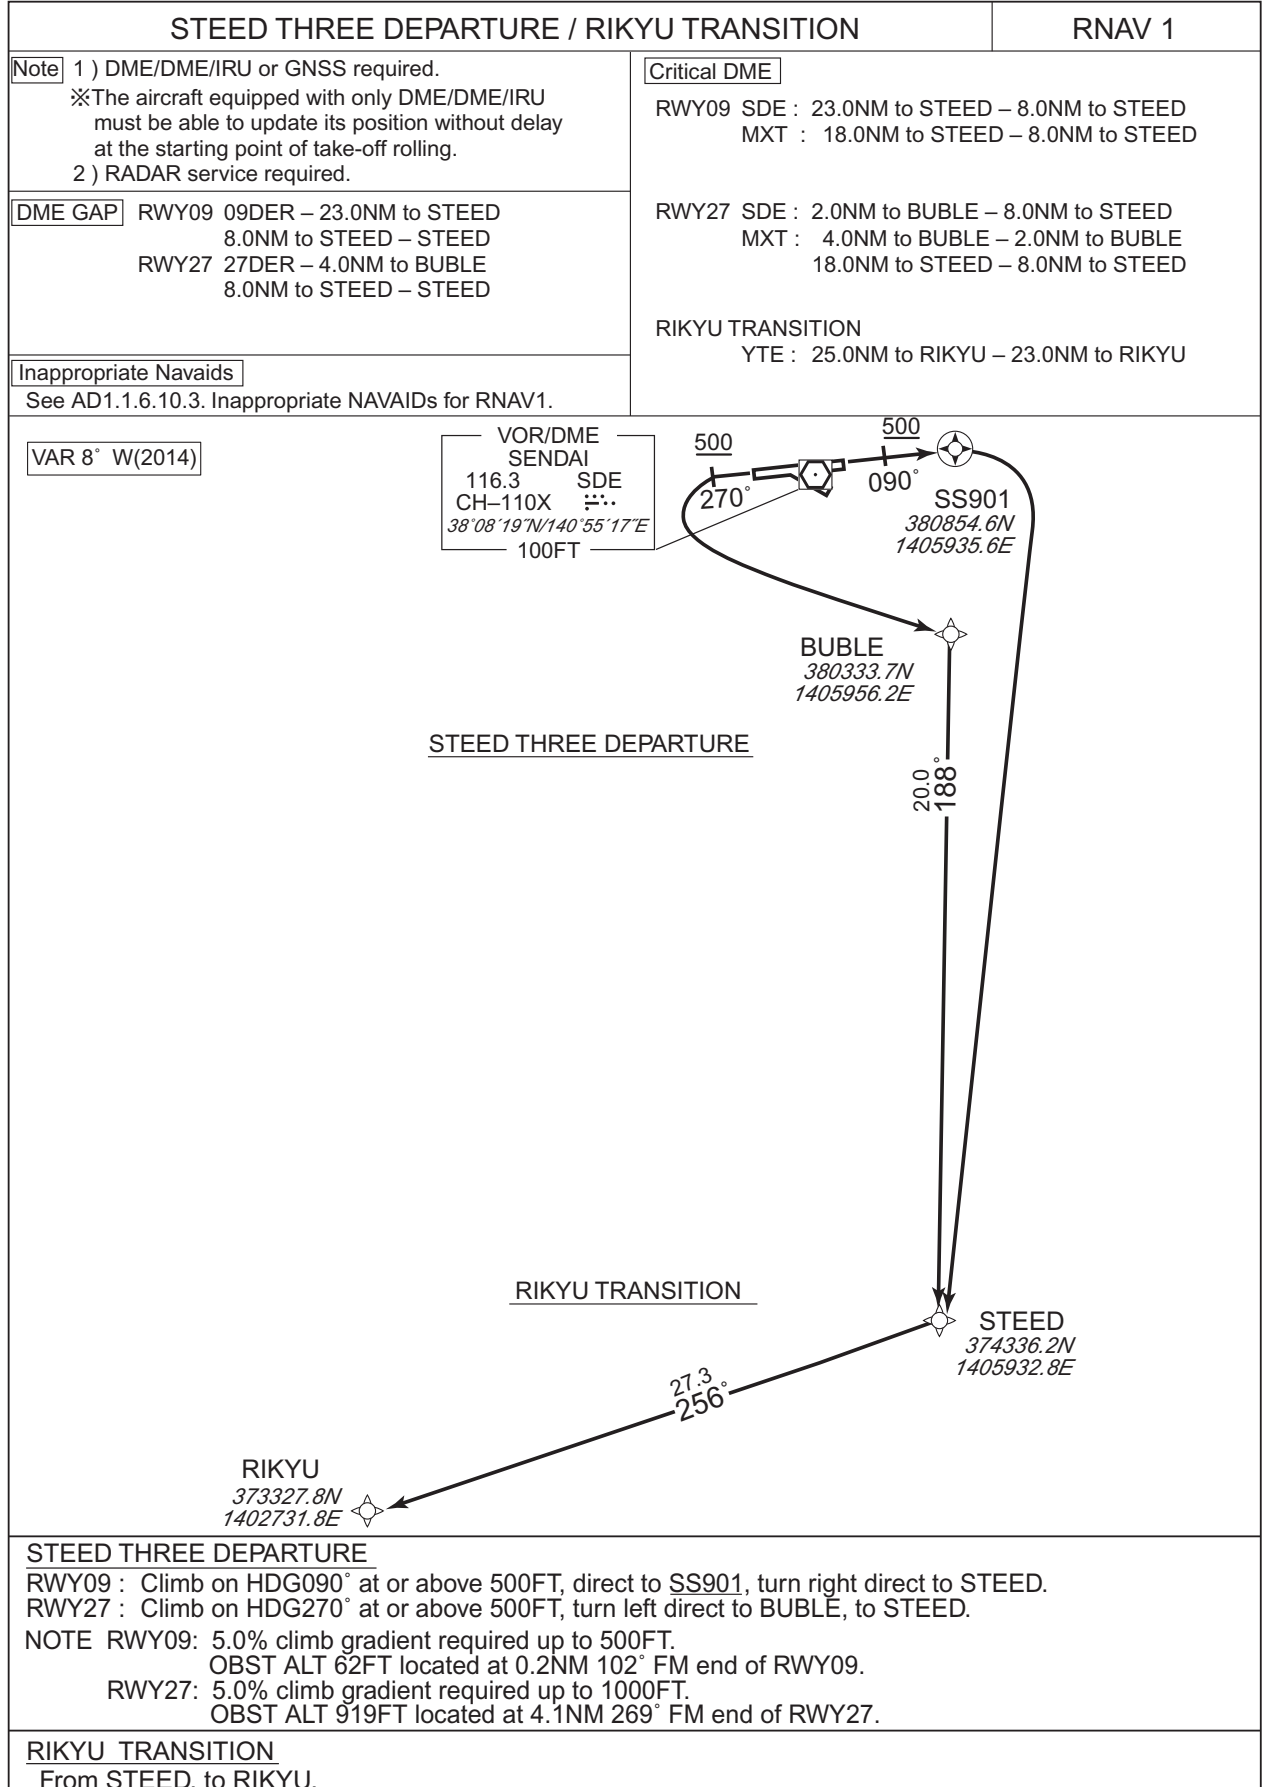 STEED THREE DEPARTURE / RIKYU TRANSITION
RNAV 1
Note 1 ) DME/DME/IRU or GNSS required.
※The aircraft equipped with only DME/DME/IRU
must be able to update its position without delay
at the starting point of take-off rolling.
2 ) RADAR service required.
DME GAP RWY09 09DER – 23.0NM to STEED
8.0NM to STEED – STEED
RWY27 27DER – 4.0NM to BUBLE
8.0NM to STEED – STEED
Inappropriate Navaids
See AD1.1.6.10.3. Inappropriate NAVAIDs for RNAV1.
Critical DME
RWY09 SDE : 23.0NM to STEED – 8.0NM to STEED
MXT : 18.0NM to STEED – 8.0NM to STEED
RWY27 SDE : 2.0NM to BUBLE – 8.0NM to STEED
MXT : 4.0NM to BUBLE – 2.0NM to BUBLE
18.0NM to STEED – 8.0NM to STEED
RIKYU TRANSITION
YTE : 25.0NM to RIKYU – 23.0NM to RIKYU
VAR 8° W(2014)
VOR/DME
SENDAI
116.3 SDE
CH–110X
38°08′19″N/140°55′17″E
100FT
500
270°
500
090°
SS901
380854.6N
1405935.6E
BUBLE
380333.7N
1405956.2E
STEED THREE DEPARTURE
20.0
188°
RIKYU TRANSITION
STEED
374336.2N
1405932.8E
27.3
256°
RIKYU
373327.8N
1402731.8E
STEED THREE DEPARTURE
RWY09 : Climb on HDG090° at or above 500FT, direct to SS901, turn right direct to STEED.
RWY27 : Climb on HDG270° at or above 500FT, turn left direct to BUBLE, to STEED.
NOTE RWY09: 5.0% climb gradient required up to 500FT.
OBST ALT 62FT located at 0.2NM 102° FM end of RWY09.
RWY27: 5.0% climb gradient required up to 1000FT.
OBST ALT 919FT located at 4.1NM 269° FM end of RWY27.
RIKYU TRANSITION
From STEED, to RIKYU.